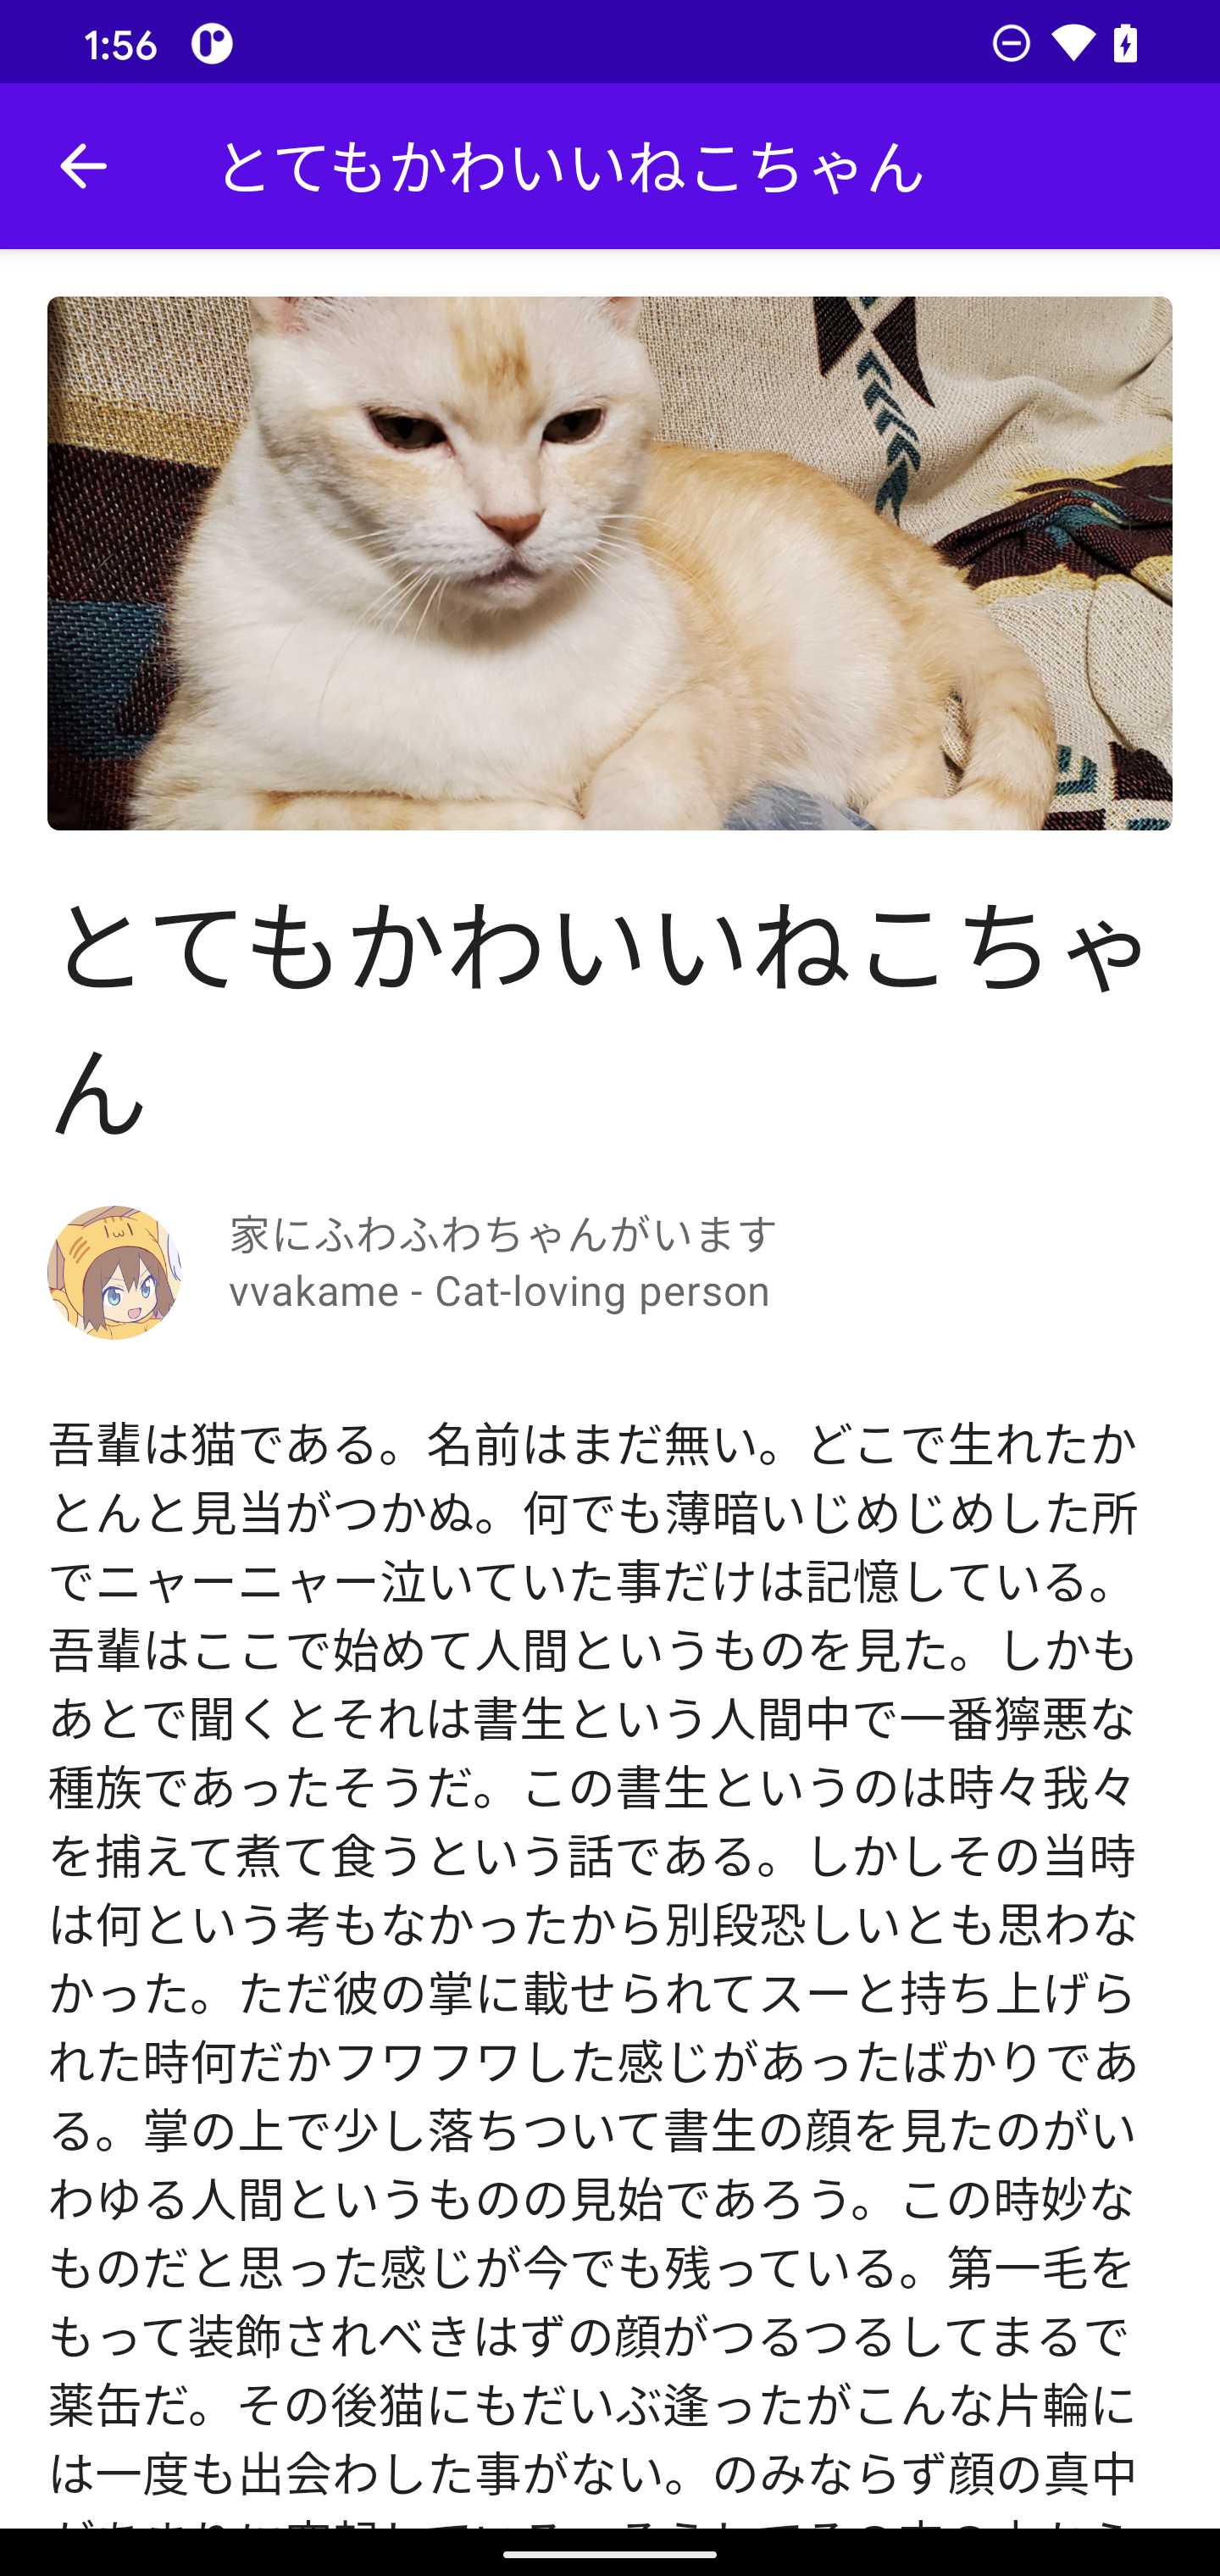 1:56
とてもかわいいねこちゃん
とてもかわいいねこちゃ
ん
家にふわふわちゃんがいます
vvakame - Cat-loving person
吾輩は猫である。名前はまだ無い。どこで生れたか
とんと見当がつかぬ。何でも薄暗いじめじめした所
でニャーニャー泣いていた事だけは記憶している。
吾輩はここで始めて人間というものを見た。しかも
あとで聞くとそれは書生という人間中で一番獰悪な
種族であったそうだ。この書生というのは時々我々
を捕えて煮て食うという話である。しかしその当時
は何という考もなかったから別段恐しいとも思わな
かった。ただ彼の掌に載せられてスーと持ち上げら
れた時何だかフワフワした感じがあったばかりであ
る。掌の上で少し落ちついて書生の顔を見たのがい
わゆる人間というものの見始であろう。この時妙な
ものだと思った感じが今でも残っている。第一毛を
もって装飾されべきはずの顔がつるつるしてまるで
薬缶だ。その後猫にもだいぶ逢ったがこんな片輪に
は一度も出会わした事がない。のみならず顔の真中